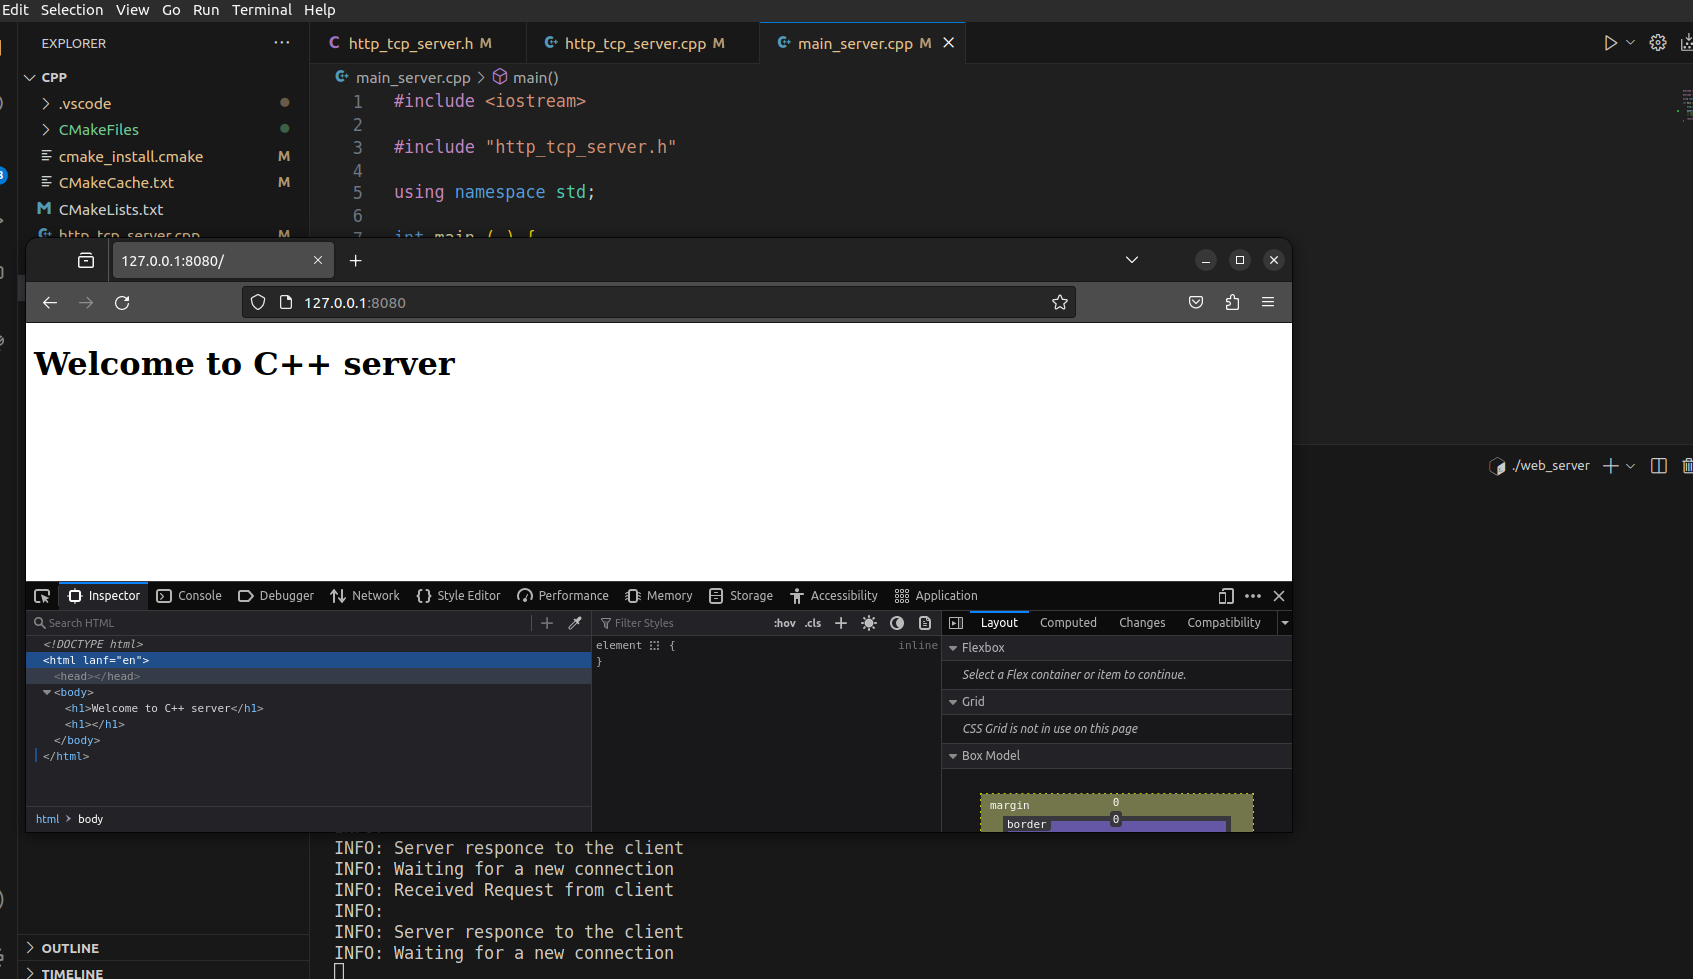 Edit Selection View Go Run Terminal Help
EXPLORER
http_tcp_server.h M
http_tcp_server.cpp M
main_server.cpp M
CPP
main_server.cpp > main()
.vscode
CMakeFiles
cmake_install.cmake M
CMakeCache.txt M
CMakeLists.txt
http_tcp_server.cpp M
1 #include <iostream>
2
3 #include "http_tcp_server.h"
4
5 using namespace std;
6
7 int main ( ) {
127.0.0.1:8080/
127.0.0.1:8080
Welcome to C++ server
./web_server
Inspector Console Debugger Network Style Editor Performance Memory Storage Accessibility Application
Search HTML
Filter Styles
:hov .cls
Layout Computed Changes Compatibility
<!DOCTYPE html>
<html lanf="en">
<head></head>
<body>
<h1>Welcome to C++ server</h1>
<h1></h1>
</body>
</html>
html > body
element { inline
}
Flexbox
Select a Flex container or item to continue.
Grid
CSS Grid is not in use on this page
Box Model
margin 0
border 0
INFO: Server responce to the client
INFO: Waiting for a new connection
INFO: Received Request from client
INFO:
INFO: Server responce to the client
INFO: Waiting for a new connection
OUTLINE
TIMELINE